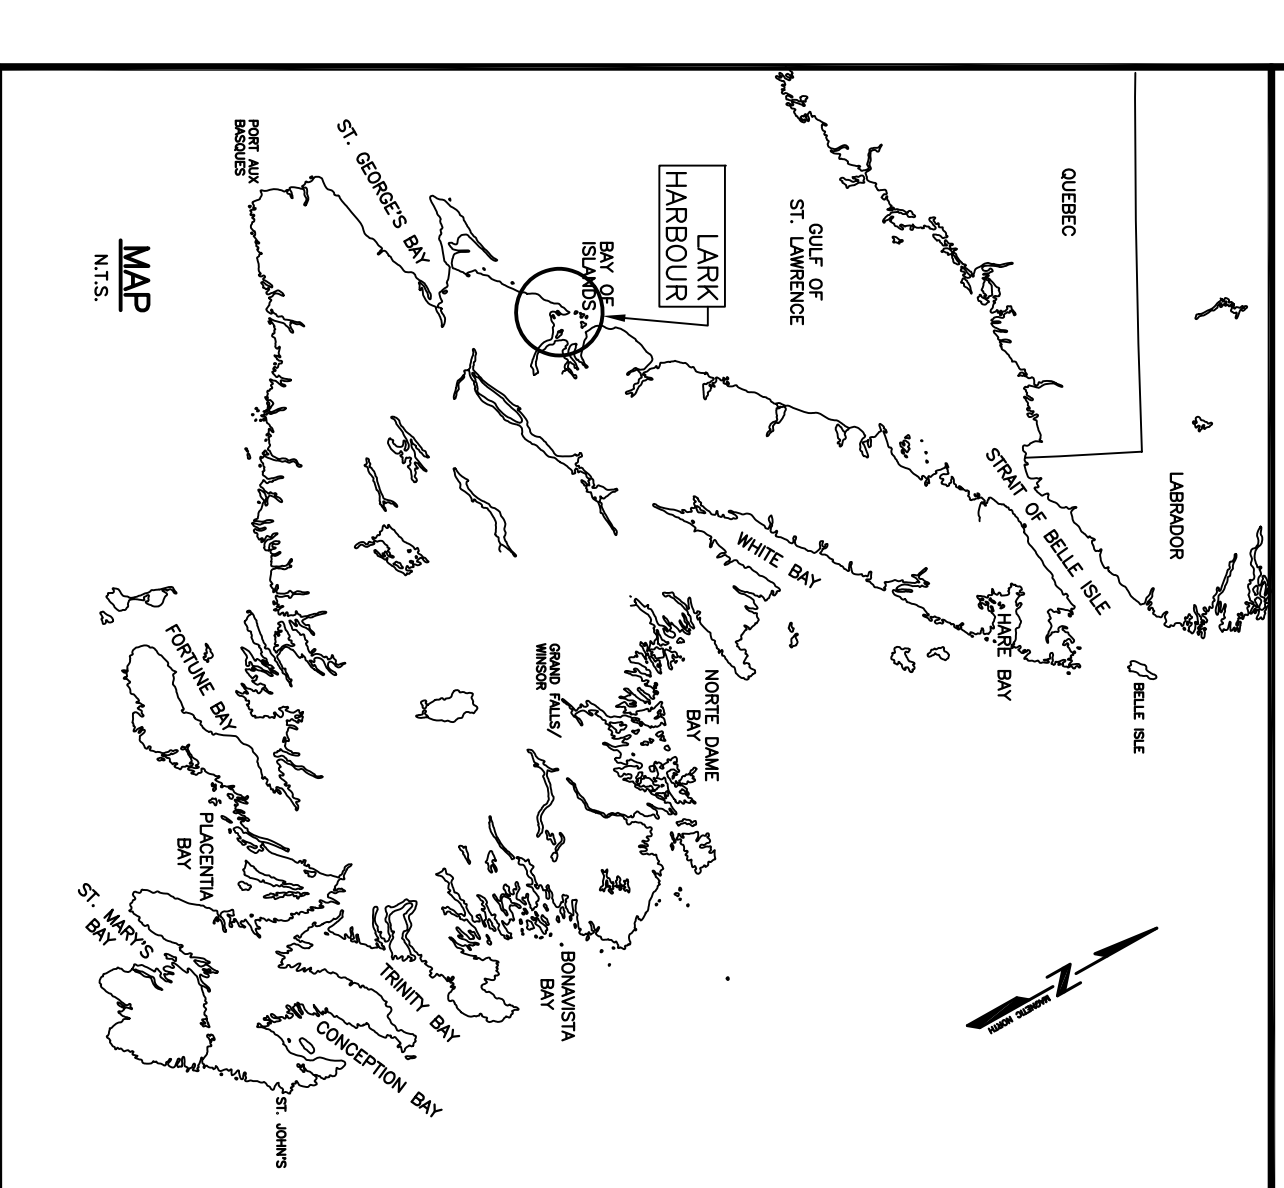 QUEBEC
LABRADOR
BELLE ISLE
STRAIT OF BELLE ISLE
GULF OF
ST. LAWRENCE
LARK
HARBOUR
HARE BAY
WHITE BAY
BAY OF
ISLANDS
NORTE DAME
BAY
GRAND FALLS/
WINSOR
ST. GEORGE'S BAY
BONAVISTA
BAY
PORT AUX
BASQUES
TRINITY BAY
CONCEPTION BAY
ST. JOHN'S
FORTUNE BAY
PLACENTIA
BAY
ST. MARY'S
BAY
MAP
N.T.S.
N
MAGNETIC NORTH